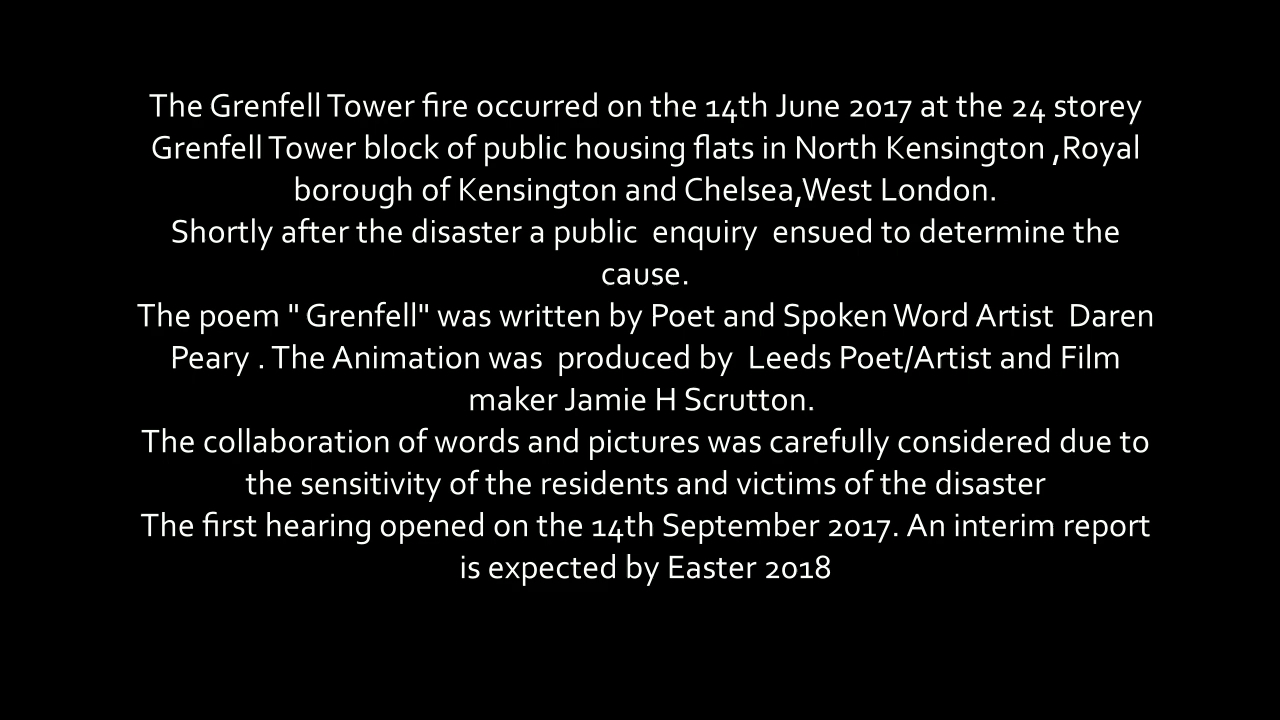 The Grenfell Tower fire occurred on the 14th June 2017 at the 24 storey
Grenfell Tower block of public housing flats in North Kensington ,Royal
borough of Kensington and Chelsea,West London.
Shortly after the disaster a public  enquiry  ensued to determine the
cause.
The poem " Grenfell" was written by Poet and Spoken Word Artist  Daren
Peary . The Animation was  produced by  Leeds Poet/Artist and Film
maker Jamie H Scrutton.
The collaboration of words and pictures was carefully considered due to
the sensitivity of the residents and victims of the disaster
The first hearing opened on the 14th September 2017. An interim report
is expected by Easter 2018